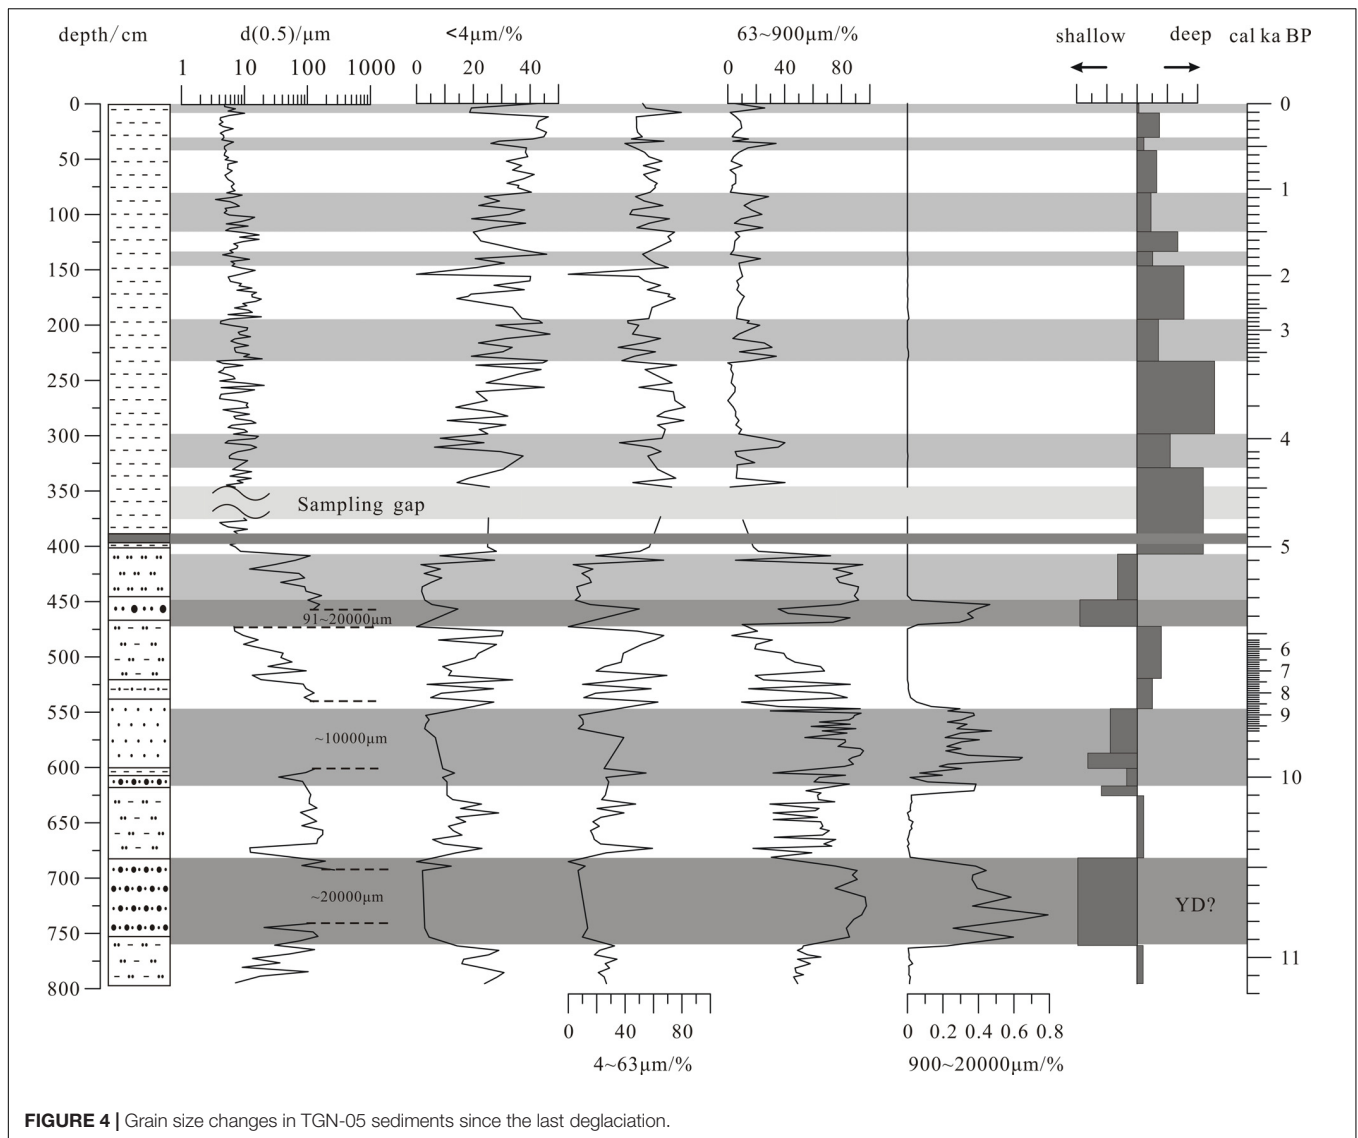 depth/cm d(0.5)/μm <4μm/% 63~900μm/% shallow deep cal ka BP
1 10 100 1000 0 20 40 0 40 80
0 0
50
1
100
150
2
200
3
250
300
4
350
Sampling gap
400
5
450
91~20000μm
500
6
7
8
550
9
~10000μm
600
10
650
700
~20000μm
YD?
750
11
800
0 40 80 0 0.2 0.4 0.6 0.8
4~63μm/% 900~20000μm/%
FIGURE 4 | Grain size changes in TGN-05 sediments since the last deglaciation.